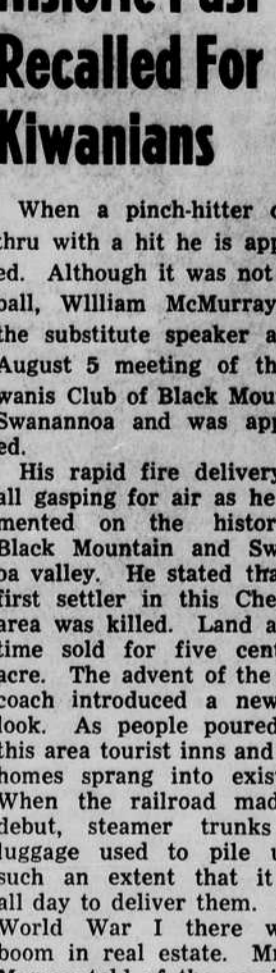 Historic Past
Recalled For
Kiwanians
When a pinch-hitter c
thru with a hit he is app
ed. Although it was not
ball, WIlliam McMurray
the substitute speaker a
August 5 meeting of th
wanis Club of Black Mou
Swanannoa and was app
ed.
His rapid fire delivery
all gasping for air as he
mented on the histor
Black Mountain and Sw
oa valley. He stated tha
first settler in this Che
area was killed. Land a
time sold for five cent
acre. The advent of the
coach introduced a new
look. As people poured
this area tourist inns and
homes sprang into exist
When the railroad mad
debut, steamer trunks
luggage used to pile u
such an extent that it
all day to deliver them.
World War I there w
boom in real estate. Mr